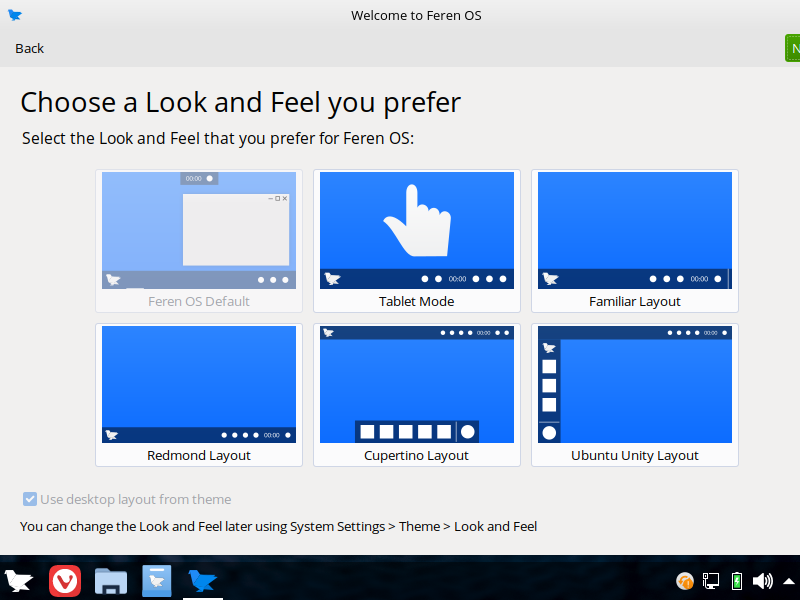 Welcome to Feren OS
Back
N
Choose a Look and Feel you prefer
Select the Look and Feel that you prefer for Feren OS:
00:00
00:00
00:00
Feren OS Default
Tablet Mode
Familiar Layout
00:00
00:00
00:00
Redmond Layout
Cupertino Layout
Ubuntu Unity Layout
Use desktop layout from theme
You can change the Look and Feel later using System Settings > Theme > Look and Feel